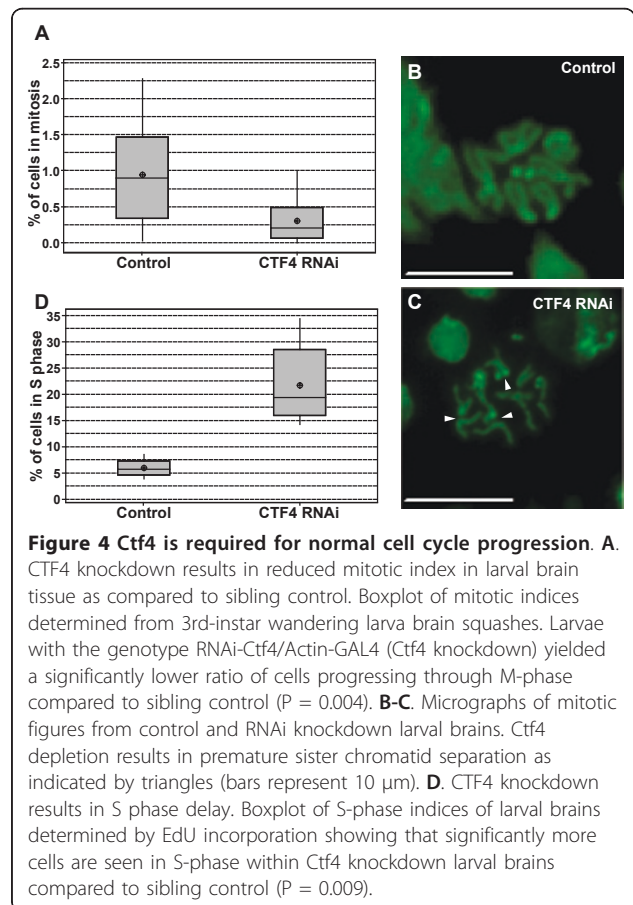 A
% of cells in mitosis
2.5
2.0
1.5
1.0
0.5
0.0
Control
CTF4 RNAi
B
Control
D
% of cells in S phase
35
30
25
20
15
10
5
0
Control
CTF4 RNAi
C
CTF4 RNAi
Figure 4 Ctf4 is required for normal cell cycle progression. A.
CTF4 knockdown results in reduced mitotic index in larval brain
tissue as compared to sibling control. Boxplot of mitotic indices
determined from 3rd-instar wandering larva brain squashes. Larvae
with the genotype RNAi-Ctf4/Actin-GAL4 (Ctf4 knockdown) yielded
a significantly lower ratio of cells progressing through M-phase
compared to sibling control (P = 0.004). B-C. Micrographs of mitotic
figures from control and RNAi knockdown larval brains. Ctf4
depletion results in premature sister chromatid separation as
indicated by triangles (bars represent 10 μm). D. CTF4 knockdown
results in S phase delay. Boxplot of S-phase indices of larval brains
determined by EdU incorporation showing that significantly more
cells are seen in S-phase within Ctf4 knockdown larval brains
compared to sibling control (P = 0.009).